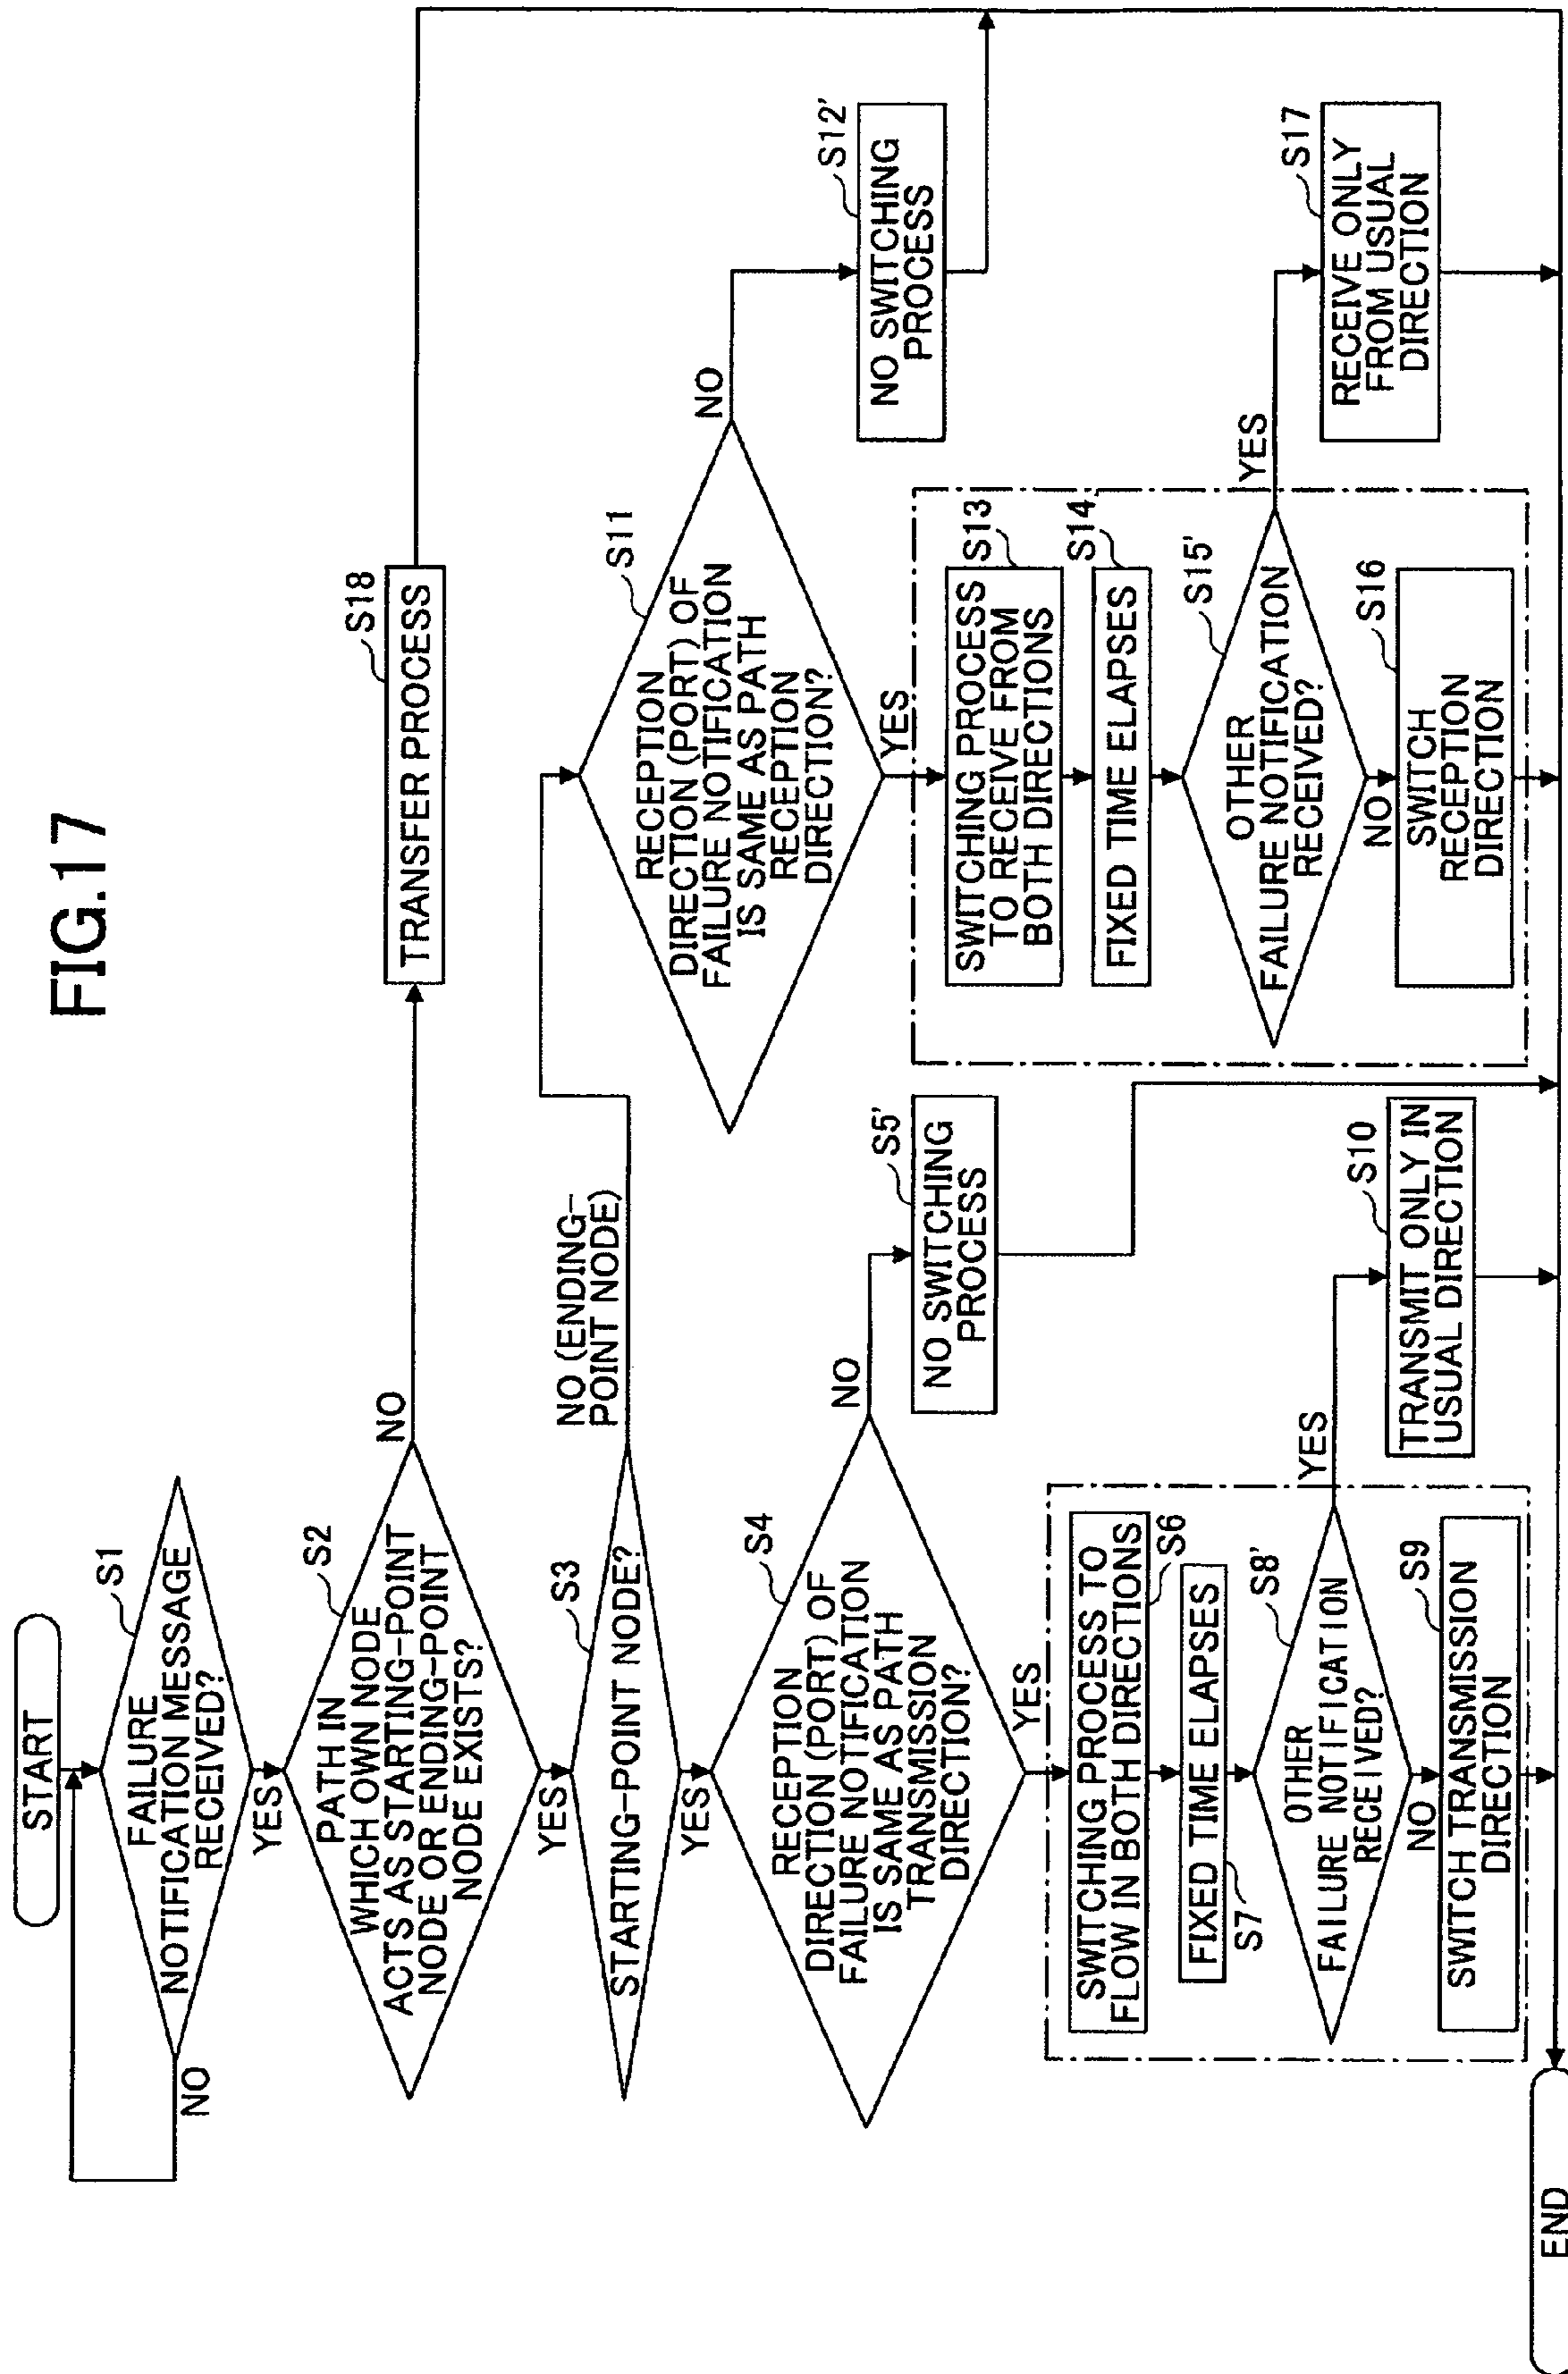 FIG.17
START
S1
FAILURE
NOTIFICATION MESSAGE
RECEIVED?
NO
YES
S2
PATH IN
WHICH OWN NODE
ACTS AS STARTING-POINT
NODE OR ENDING-POINT
NODE EXISTS?
NO
YES
S18
TRANSFER PROCESS
S3
STARTING-POINT NODE?
NO (ENDING-
POINT NODE)
YES
S4
RECEPTION
DIRECTION (PORT) OF
FAILURE NOTIFICATION
IS SAME AS PATH
TRANSMISSION
DIRECTION?
NO
YES
S5'
NO SWITCHING
PROCESS
SWITCHING PROCESS TO
FLOW IN BOTH DIRECTIONS
S6
FIXED TIME ELAPSES
S7
S8'
OTHER
FAILURE NOTIFICATION
RECEIVED?
YES
NO
S9
SWITCH TRANSMISSION
DIRECTION
S10
TRANSMIT ONLY IN
USUAL DIRECTION
S11
RECEPTION
DIRECTION (PORT) OF
FAILURE NOTIFICATION
IS SAME AS PATH
RECEPTION
DIRECTION?
NO
YES
S12'
NO SWITCHING
PROCESS
SWITCHING PROCESS
TO RECEIVE FROM
BOTH DIRECTIONS
S13
FIXED TIME ELAPSES
S14
S15'
OTHER
FAILURE NOTIFICATION
RECEIVED?
YES
NO
S16
SWITCH
RECEPTION
DIRECTION
S17
RECEIVE ONLY
FROM USUAL
DIRECTION
END